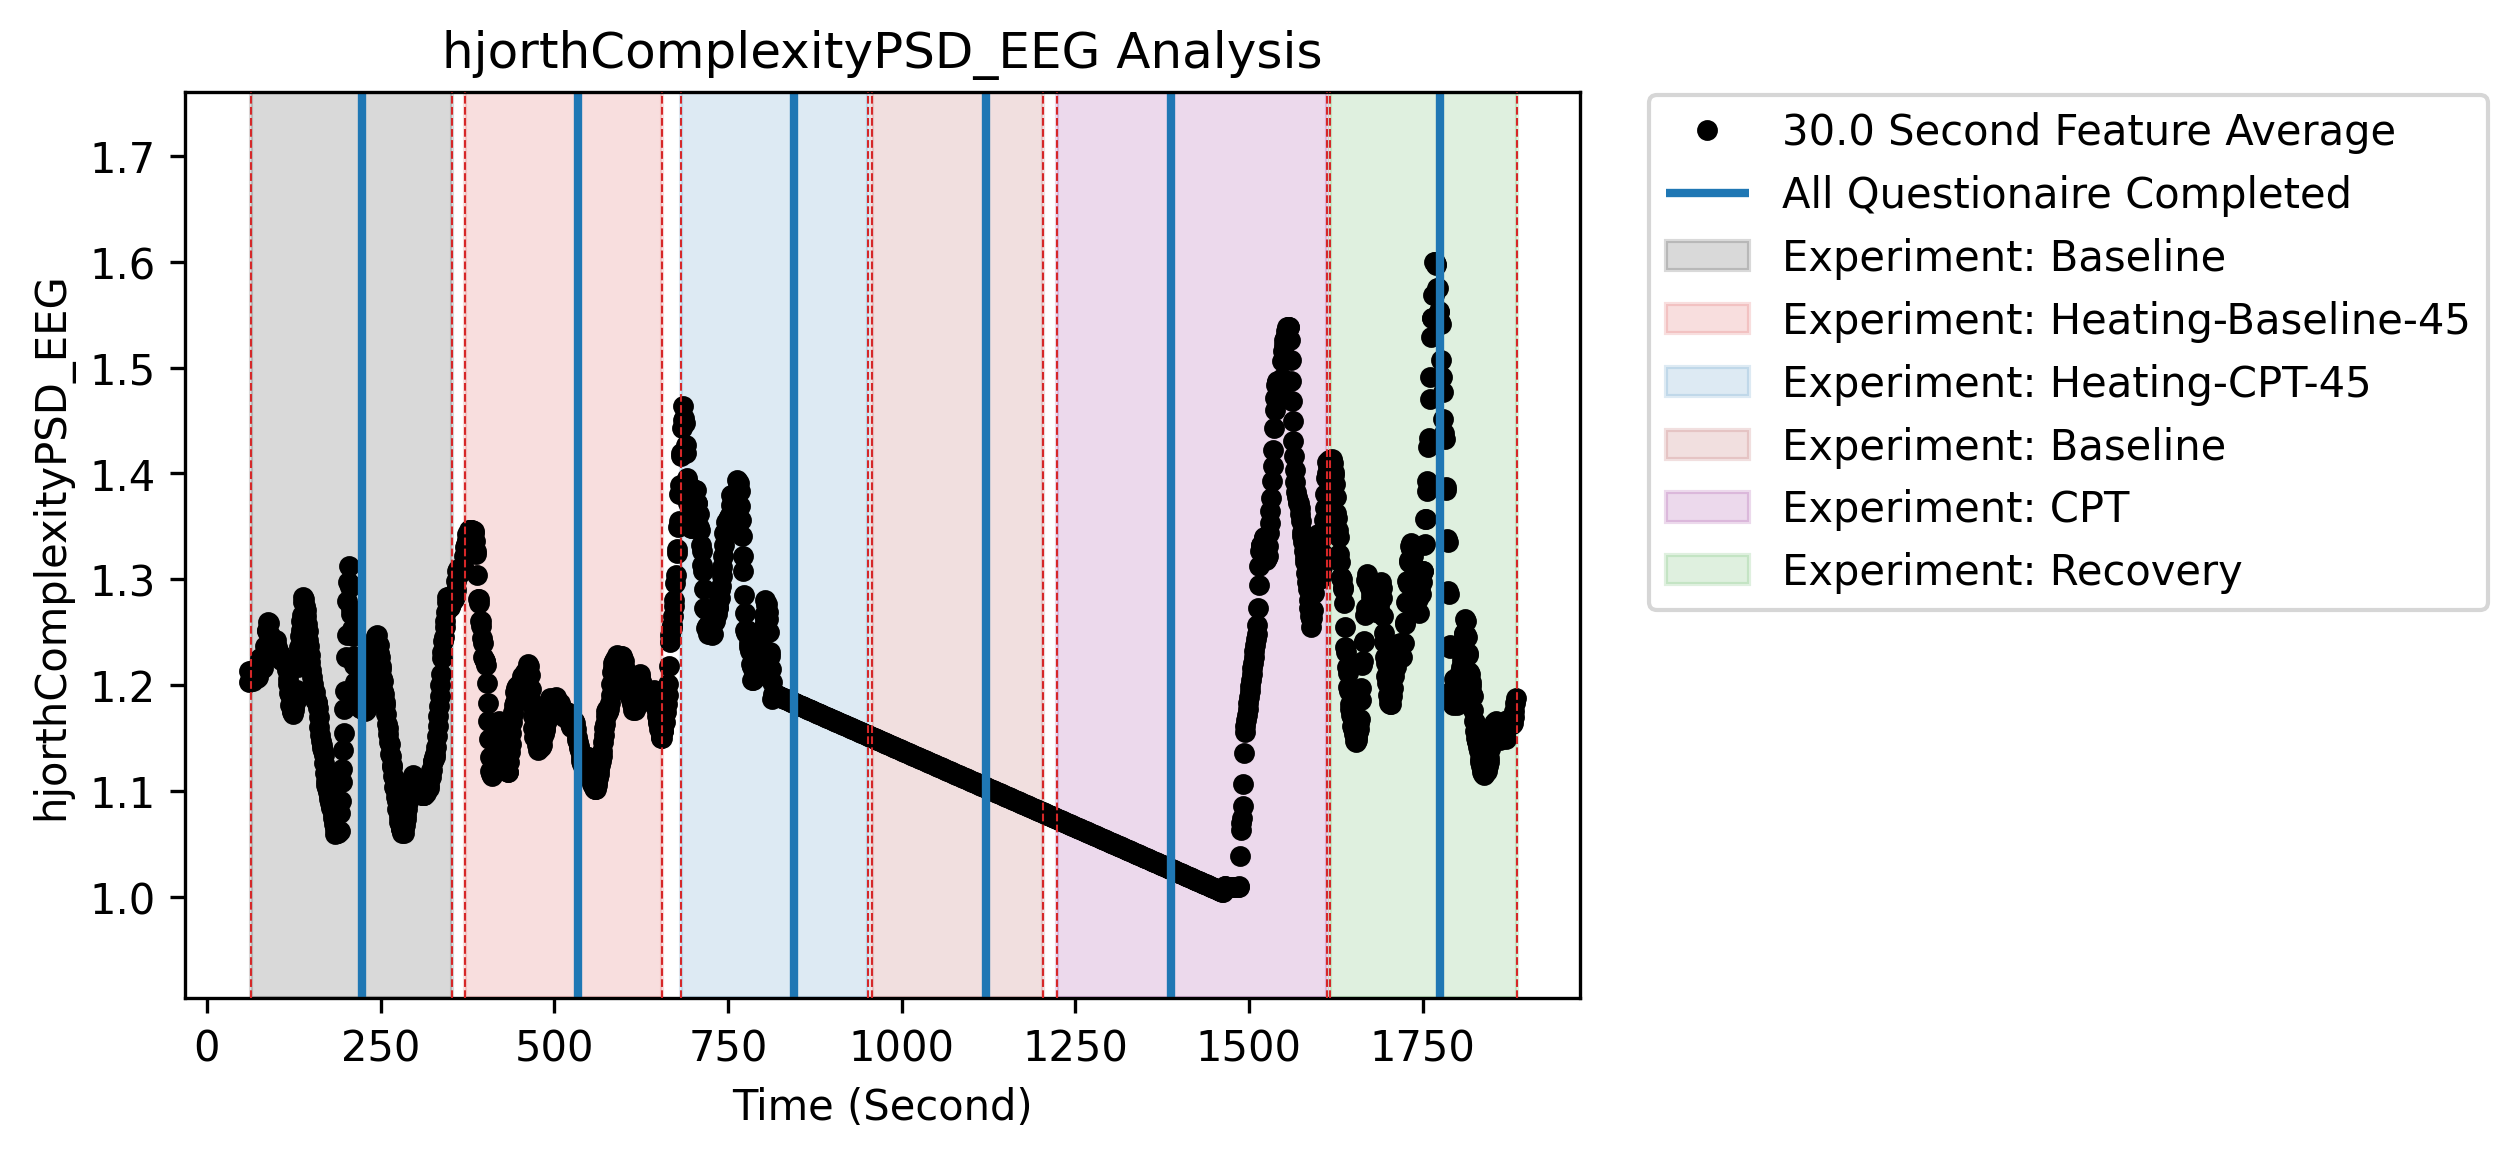 hjorthComplexityPSD_EEG Analysis
hjorthComplexityPSD_EEG
1.7
1.6
1.5
1.4
1.3
1.2
1.1
1.0
0 250 500 750 1000 1250 1500 1750
Time (Second)
30.0 Second Feature Average
All Questionaire Completed
Experiment: Baseline
Experiment: Heating-Baseline-45
Experiment: Heating-CPT-45
Experiment: Baseline
Experiment: CPT
Experiment: Recovery